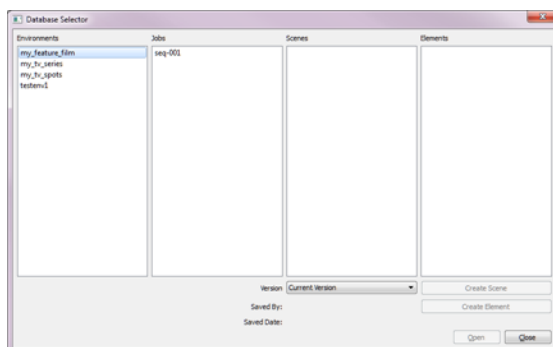 Database Selector
Environments Jobs Scenes Elements
my_feature_film seq-001
my_tv_series
my_tv_spots
testenv1
Version Current Version Create Scene
Saved By: Create Element
Saved Date:
Open Close